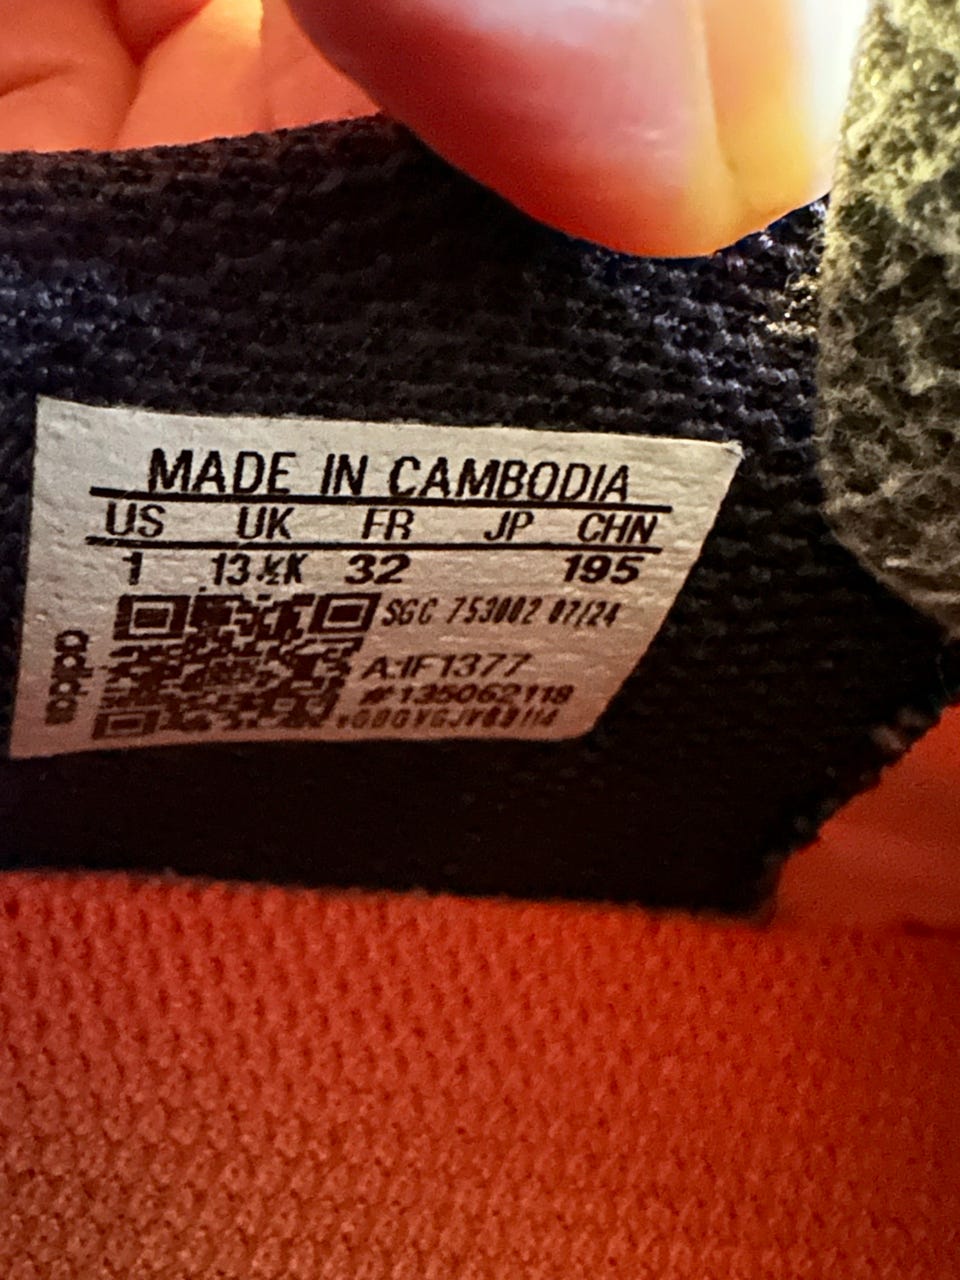 MADE IN CAMBODIA
US UK FR JP CHN
1 13½K 32 195
SGC 753002 07/24
A:IF1377
#135062118
adidas